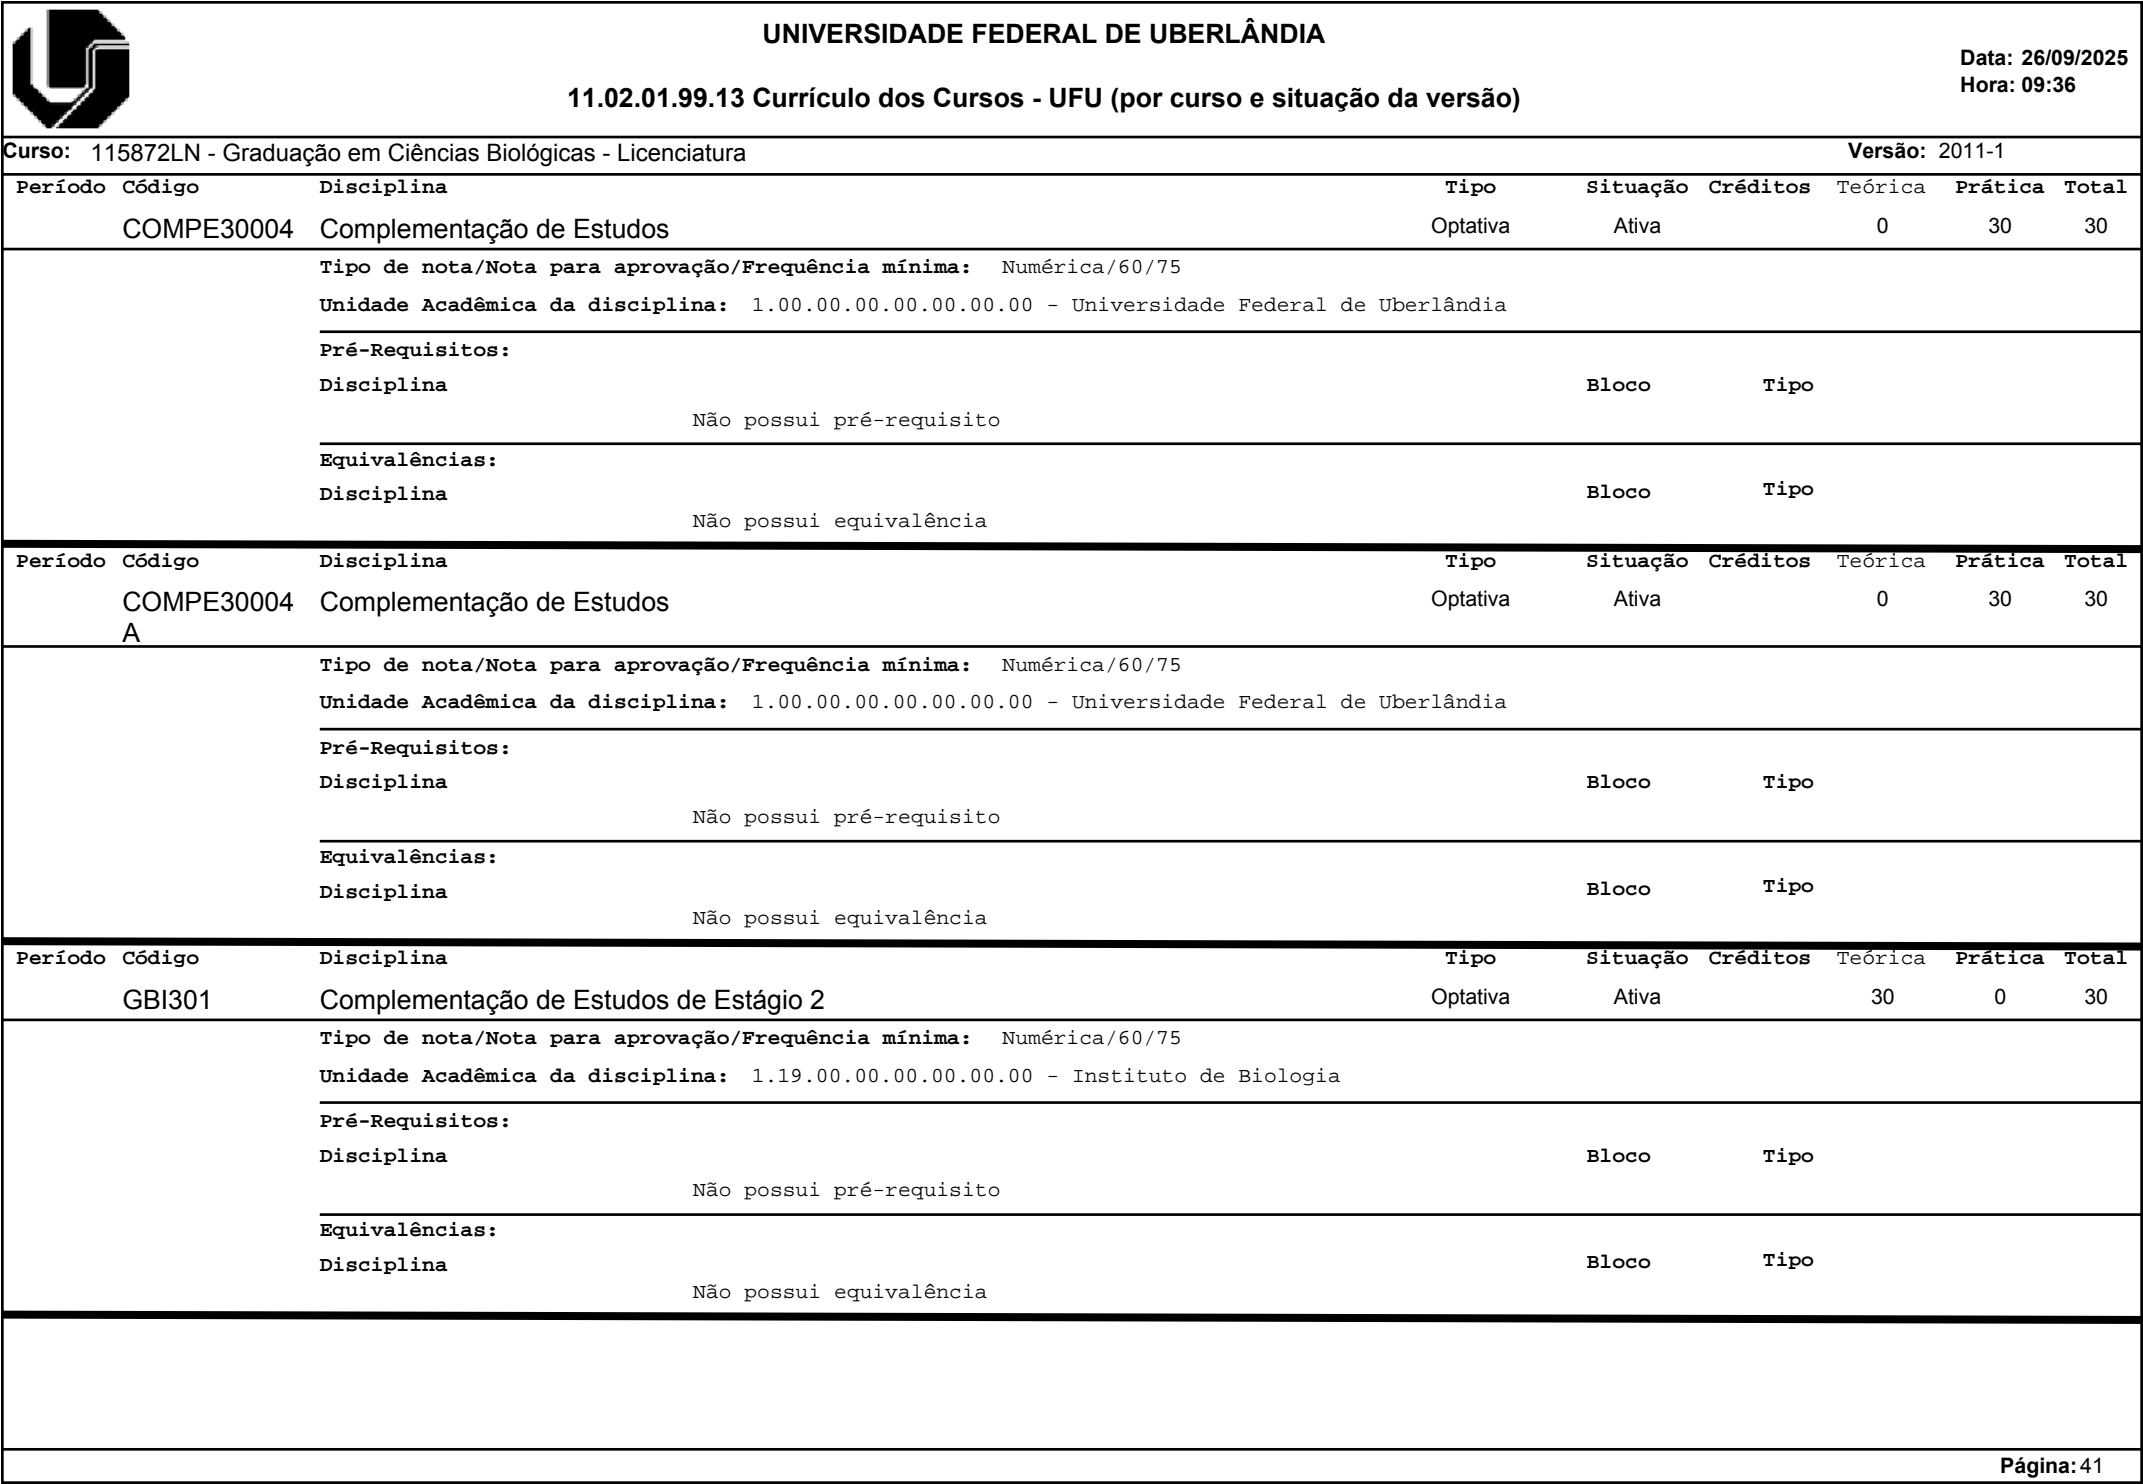 UNIVERSIDADE FEDERAL DE UBERLÂNDIA
Data: 26/09/2025
Hora: 09:36
11.02.01.99.13 Currículo dos Cursos - UFU (por curso e situação da versão)
Curso: 115872LN - Graduação em Ciências Biológicas - Licenciatura Versão: 2011-1
Período Código Disciplina Tipo Situação Créditos Teórica Prática Total
COMPE30004 Complementação de Estudos Optativa Ativa 0 30 30
Tipo de nota/Nota para aprovação/Frequência mínima: Numérica/60/75
Unidade Acadêmica da disciplina: 1.00.00.00.00.00.00.00 - Universidade Federal de Uberlândia
Pré-Requisitos:
Disciplina Bloco Tipo
Não possui pré-requisito
Equivalências:
Disciplina Bloco Tipo
Não possui equivalência
Período Código Disciplina Tipo Situação Créditos Teórica Prática Total
COMPE30004 Complementação de Estudos Optativa Ativa 0 30 30
A
Tipo de nota/Nota para aprovação/Frequência mínima: Numérica/60/75
Unidade Acadêmica da disciplina: 1.00.00.00.00.00.00.00 - Universidade Federal de Uberlândia
Pré-Requisitos:
Disciplina Bloco Tipo
Não possui pré-requisito
Equivalências:
Disciplina Bloco Tipo
Não possui equivalência
Período Código Disciplina Tipo Situação Créditos Teórica Prática Total
GBI301 Complementação de Estudos de Estágio 2 Optativa Ativa 30 0 30
Tipo de nota/Nota para aprovação/Frequência mínima: Numérica/60/75
Unidade Acadêmica da disciplina: 1.19.00.00.00.00.00.00 - Instituto de Biologia
Pré-Requisitos:
Disciplina Bloco Tipo
Não possui pré-requisito
Equivalências:
Disciplina Bloco Tipo
Não possui equivalência
Página: 41